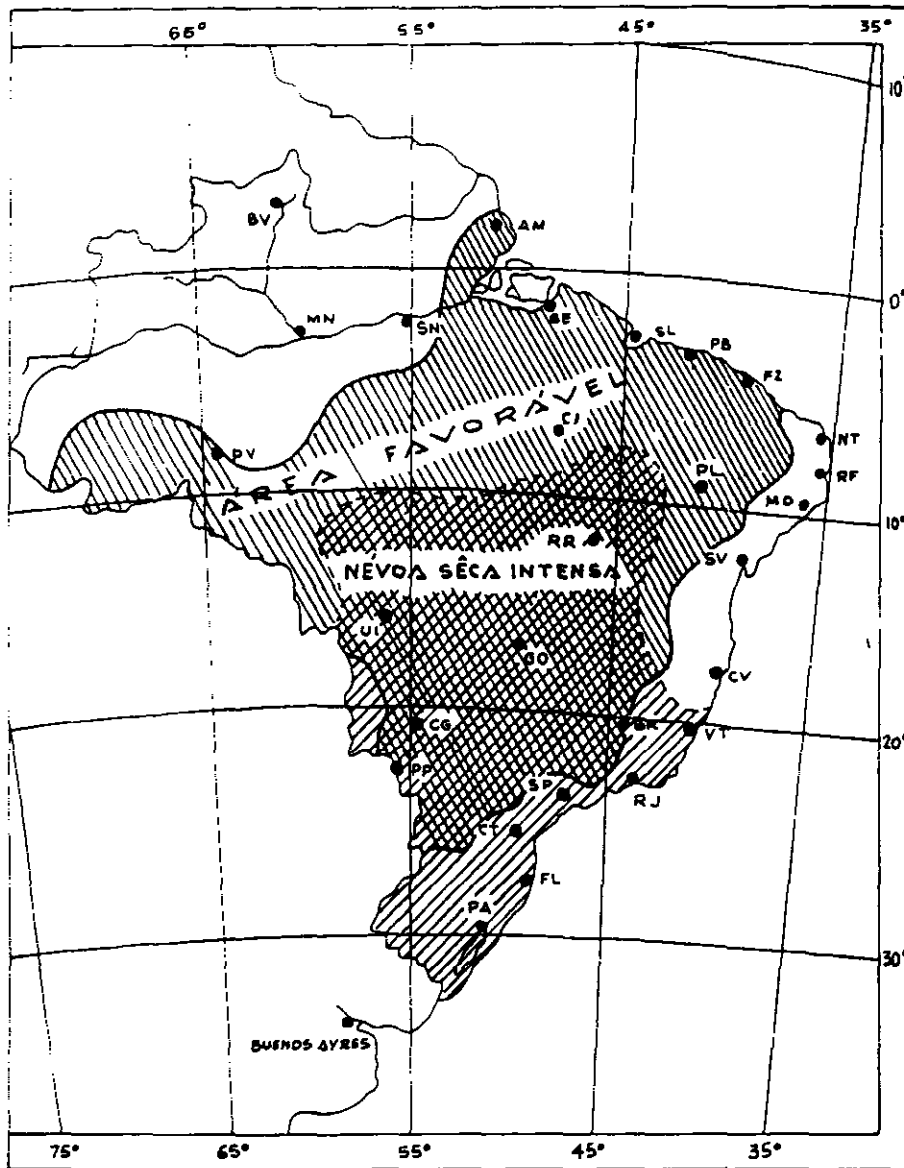 65° 55° 45° 35°
10°
BV
AM
0°
MN
SN
BE
SL
PB
FZ
ÁREA FAVORÁVEL
CJ
NT
PV
PL
RF
MO
10°
RR
SV
NÉVOA SÊCA INTENSA
UI
GO
CV
CG
BR
VT
20°
PP
SP
RJ
CT
FL
PA
30°
BUENOS AYRES
75° 65° 55° 45° 35°